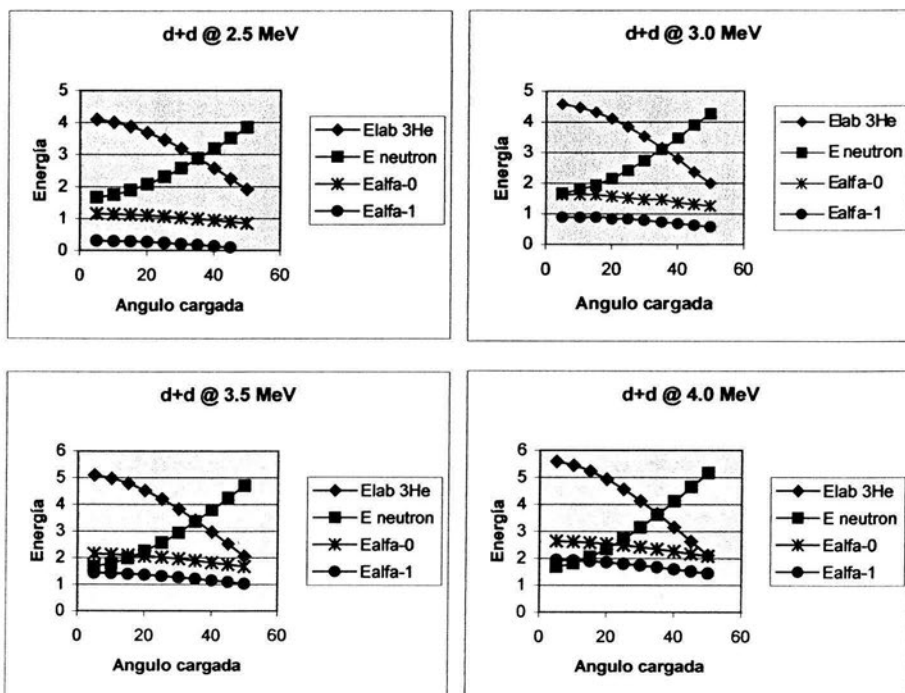 d+d @ 2.5 MeV
Energía
5
4
3
2
1
0
0 20 40 60
Angulo cargada
Elab 3He
E neutron
Ealfa-0
Ealfa-1
d+d @ 3.0 MeV
Energía
5
4
3
2
1
0
0 20 40 60
Angulo cargada
Elab 3He
E neutron
Ealfa-0
Ealfa-1
d+d @ 3.5 MeV
Energía
6
5
4
3
2
1
0
0 20 40 60
Angulo cargada
Elab 3He
E neutron
Ealfa-0
Ealfa-1
d+d @ 4.0 MeV
Energía
6
5
4
3
2
1
0
0 20 40 60
Angulo cargada
Elab 3He
E neutron
Ealfa-0
Ealfa-1